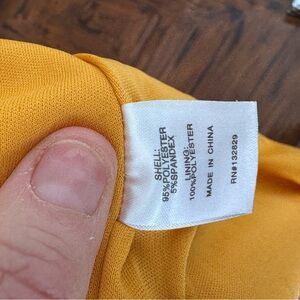 SHELL:
95%POLYESTER
5%SPANDEX
LINING:
100%POLYESTER
MADE IN CHINA
RN#132829